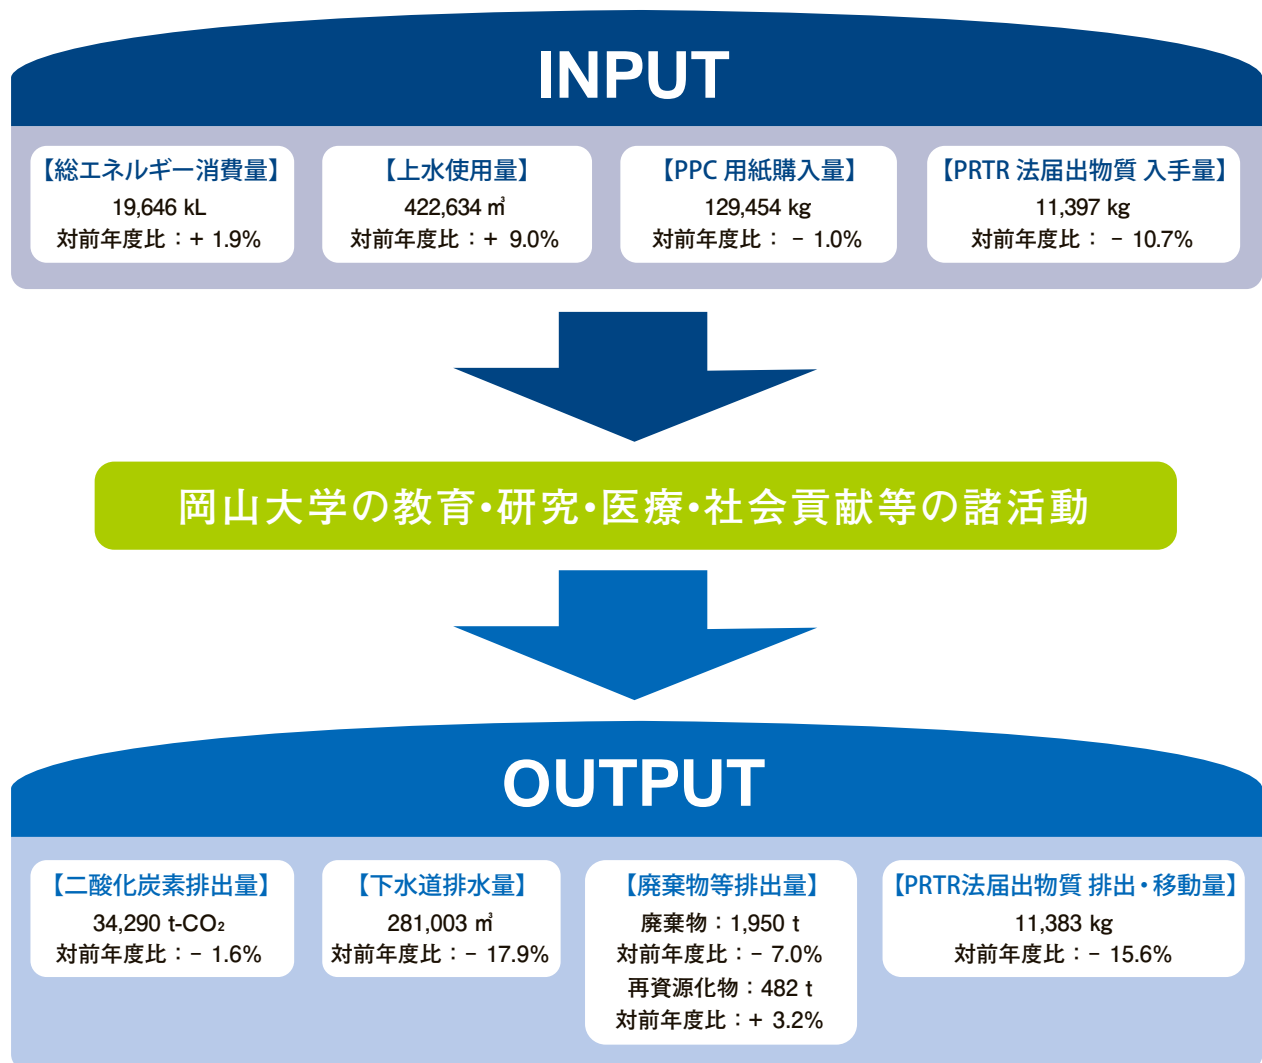 INPUT
【総エネルギー消費量】
19,646 kL
対前年度比：+ 1.9%
【上水使用量】
422,634 ㎥
対前年度比：+ 9.0%
【PPC 用紙購入量】
129,454 kg
対前年度比： − 1.0%
【PRTR 法届出物質 入手量】
11,397 kg
対前年度比： − 10.7%
岡山大学の教育・研究・医療・社会貢献等の諸活動
OUTPUT
【二酸化炭素排出量】
34,290 t-CO₂
対前年度比：− 1.6%
【下水道排水量】
281,003 ㎥
対前年度比：− 17.9%
【廃棄物等排出量】
廃棄物：1,950 t
対前年度比：− 7.0%
再資源化物：482 t
対前年度比：+ 3.2%
【PRTR法届出物質 排出・移動量】
11,383 kg
対前年度比：− 15.6%